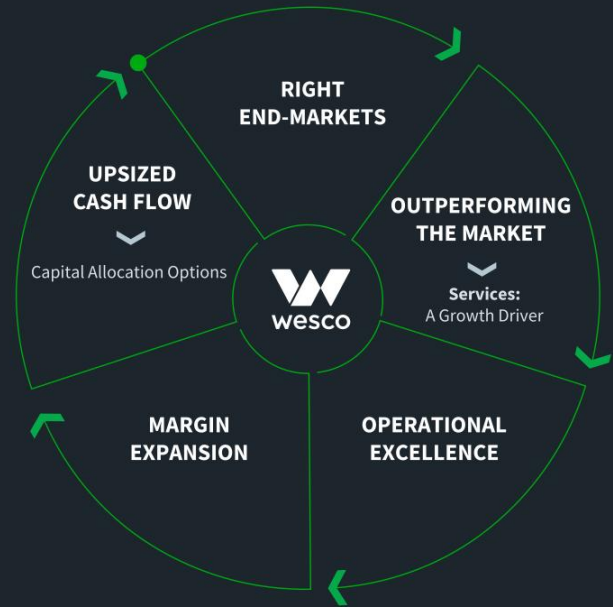 RIGHT
END-MARKETS
OUTPERFORMING
THE MARKET
Services:
A Growth Driver
OPERATIONAL
EXCELLENCE
MARGIN
EXPANSION
UPSIZED
CASH FLOW
Capital Allocation Options
wesco